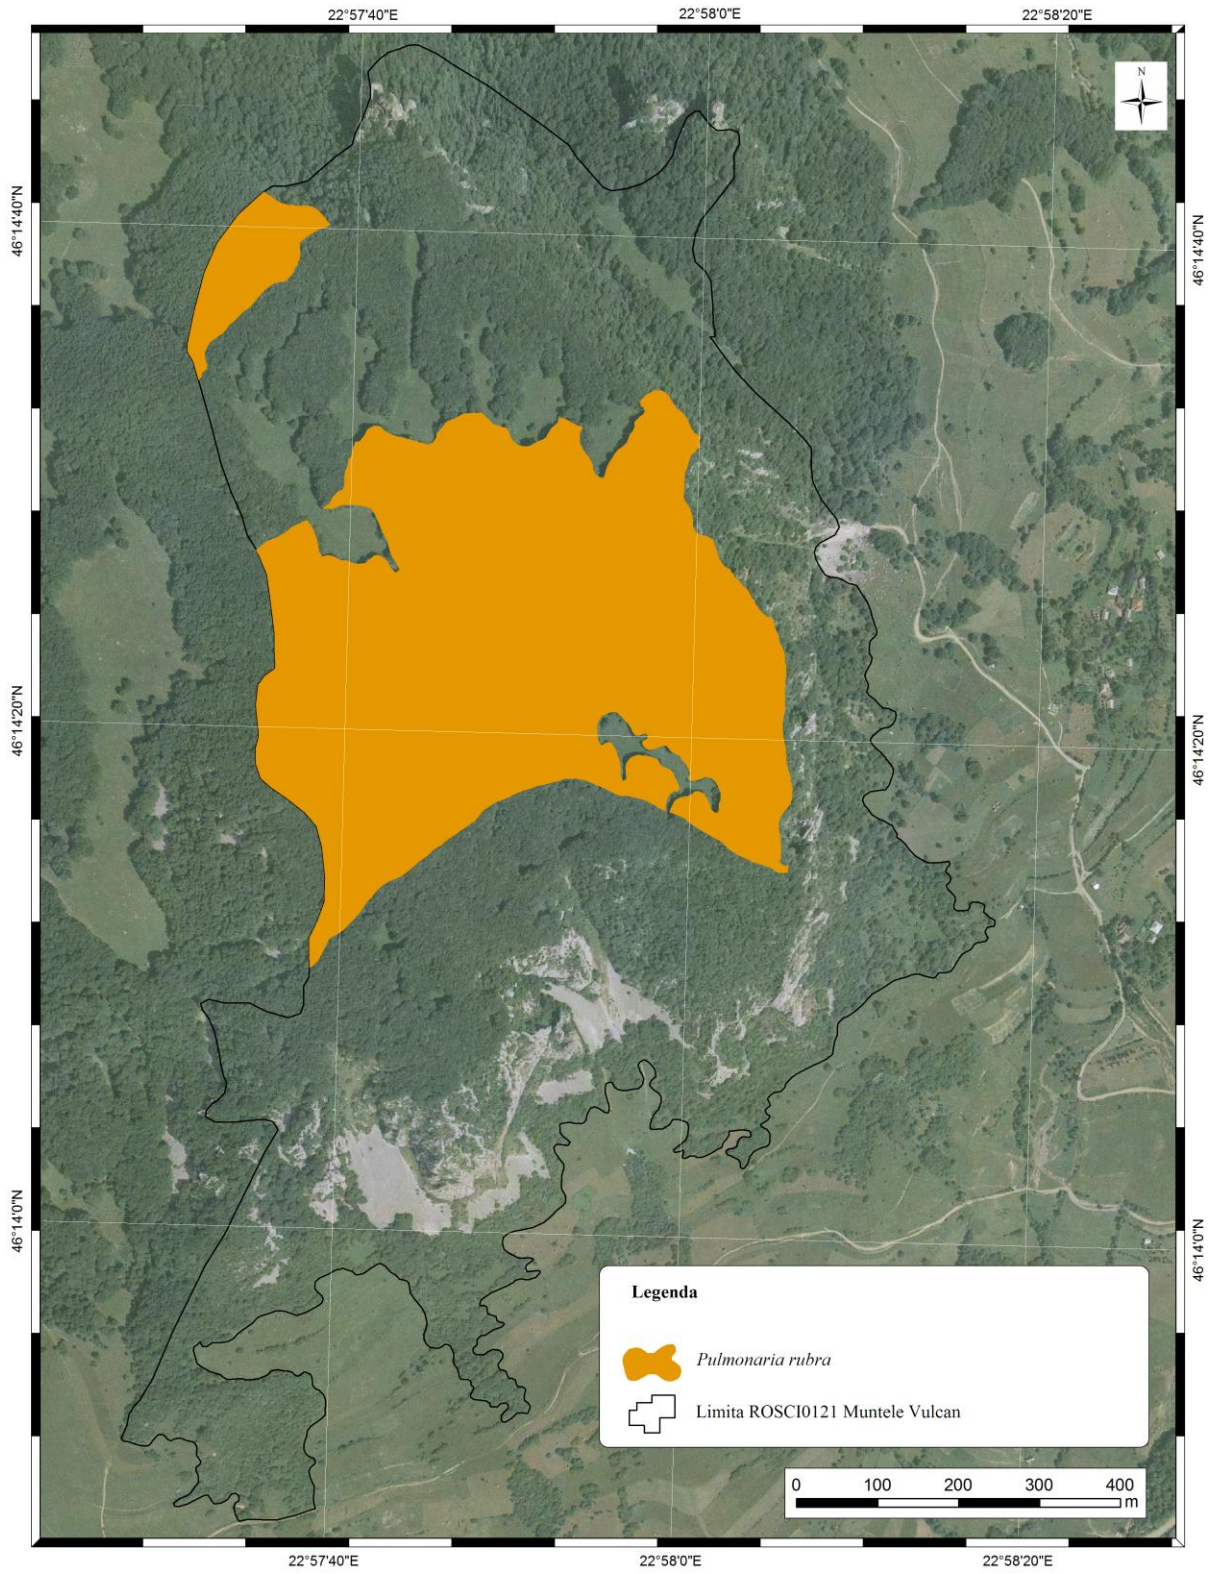 22°57'40"E 22°58'0"E 22°58'20"E
N
46°14'40"N 46°14'40"N
46°14'20"N 46°14'20"N
46°14'0"N 46°14'0"N
Legenda
Pulmonaria rubra
Limita ROSCI0121 Muntele Vulcan
0 100 200 300 400
m
22°57'40"E 22°58'0"E 22°58'20"E